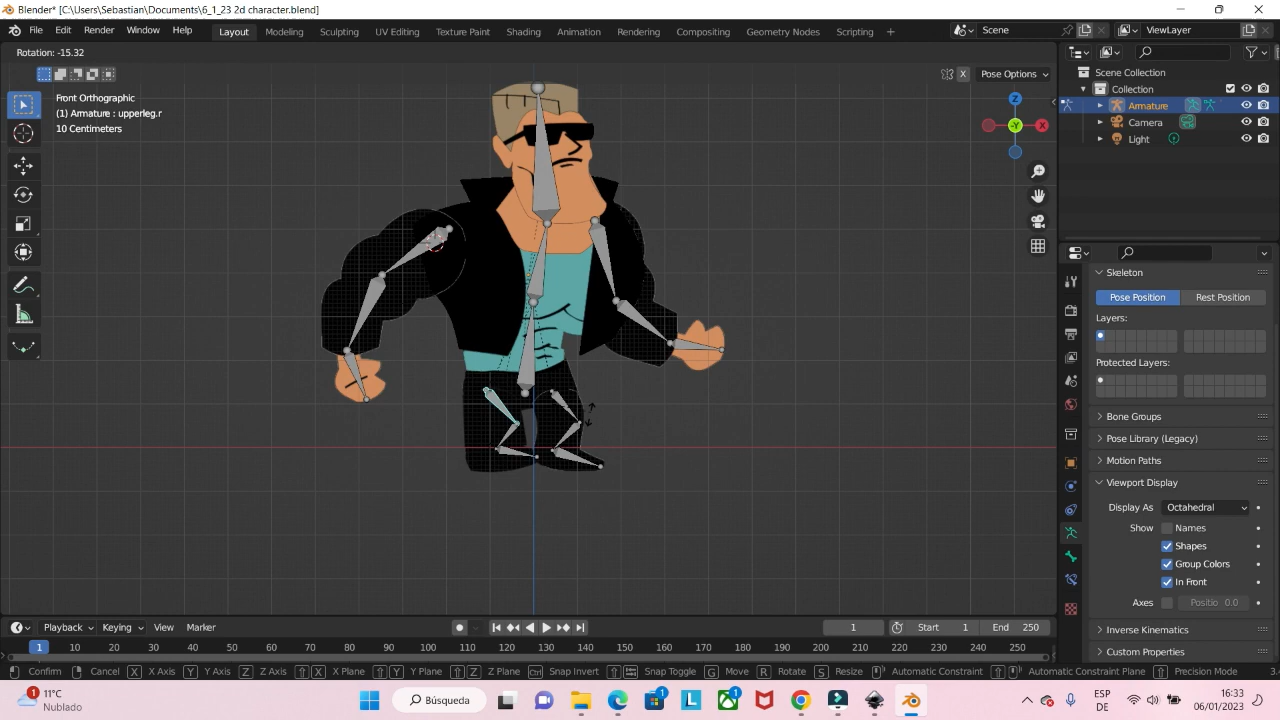 Blender* [C:\Users\Sebastian\Documents\6_1_23 2d character.blend]
File Edit Render Window Help Layout Modeling Sculpting UV Editing Texture Paint Shading Animation Rendering Compositing Geometry Nodes Scripting + Scene ViewLayer
Rotation: -15.32
X Pose Options
Front Orthographic
(1) Armature : upperleg.r
10 Centimeters
Z
-Y X
Scene Collection
Collection
Armature
Camera
Light
Skeleton
Pose Position Rest Position
Layers:
Protected Layers:
Bone Groups
Pose Library (Legacy)
Motion Paths
Viewport Display
Display As Octahedral
Show Names
Shapes
Group Colors
In Front
Axes Positio 0.0
Inverse Kinematics
Custom Properties
Playback Keying View Marker 1 Start 1 End 250
1 10 20 30 40 50 60 70 80 90 100 110 120 130 140 150 160 170 180 190 200 210 220 230 240 250
Confirm Cancel X X Axis Y Y Axis Z Z Axis X X Plane Y Y Plane Z Z Plane Ctrl Snap Invert Snap Toggle G Move R Rotate S Resize Automatic Constraint Automatic Constraint Plane Precision Mode
1 11°C
Nublado
Búsqueda
1
L
1
ESP
DE
16:33
06/01/2023